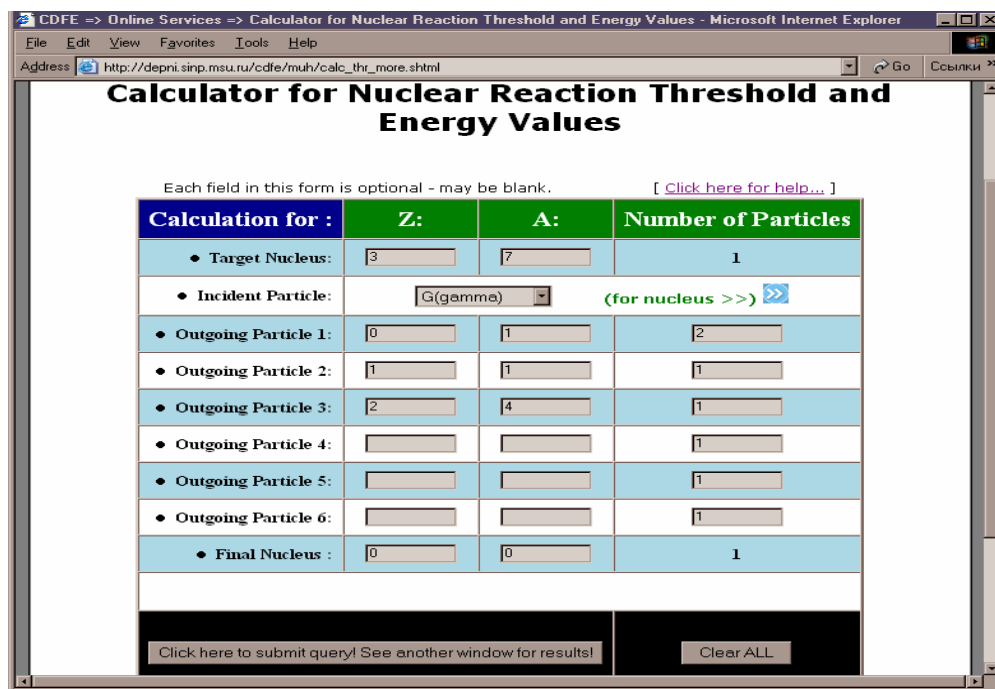 CDFE => Online Services => Calculator for Nuclear Reaction Threshold and Energy Values - Microsoft Internet Explorer
File Edit View Favorites Tools Help
Address http://depni.sinp.msu.ru/cdfe/muh/calc_thr_more.shtml Go Ссылки »
Calculator for Nuclear Reaction Threshold and
Energy Values
Each field in this form is optional - may be blank. [ Click here for help... ]
Calculation for : Z: A: Number of Particles
• Target Nucleus: 3 7 1
• Incident Particle: G(gamma) (for nucleus >>) >>
• Outgoing Particle 1: 0 1 2
• Outgoing Particle 2: 1 1 1
• Outgoing Particle 3: 2 4 1
• Outgoing Particle 4: 1
• Outgoing Particle 5: 1
• Outgoing Particle 6: 1
• Final Nucleus : 0 0 1
Click here to submit query! See another window for results! Clear ALL